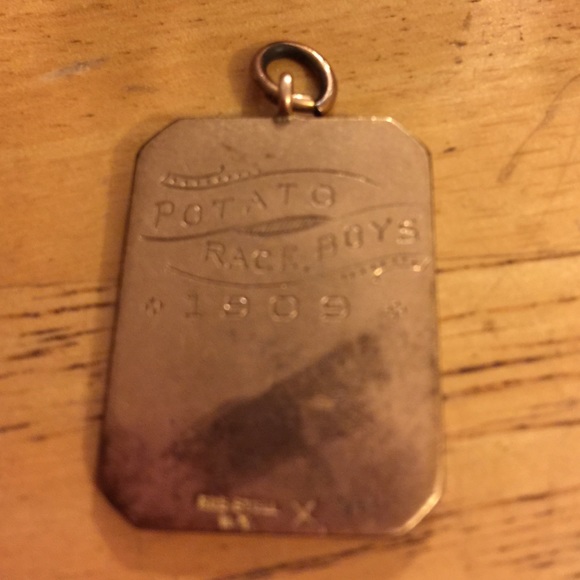 POTATO
RACE, BOYS
1909